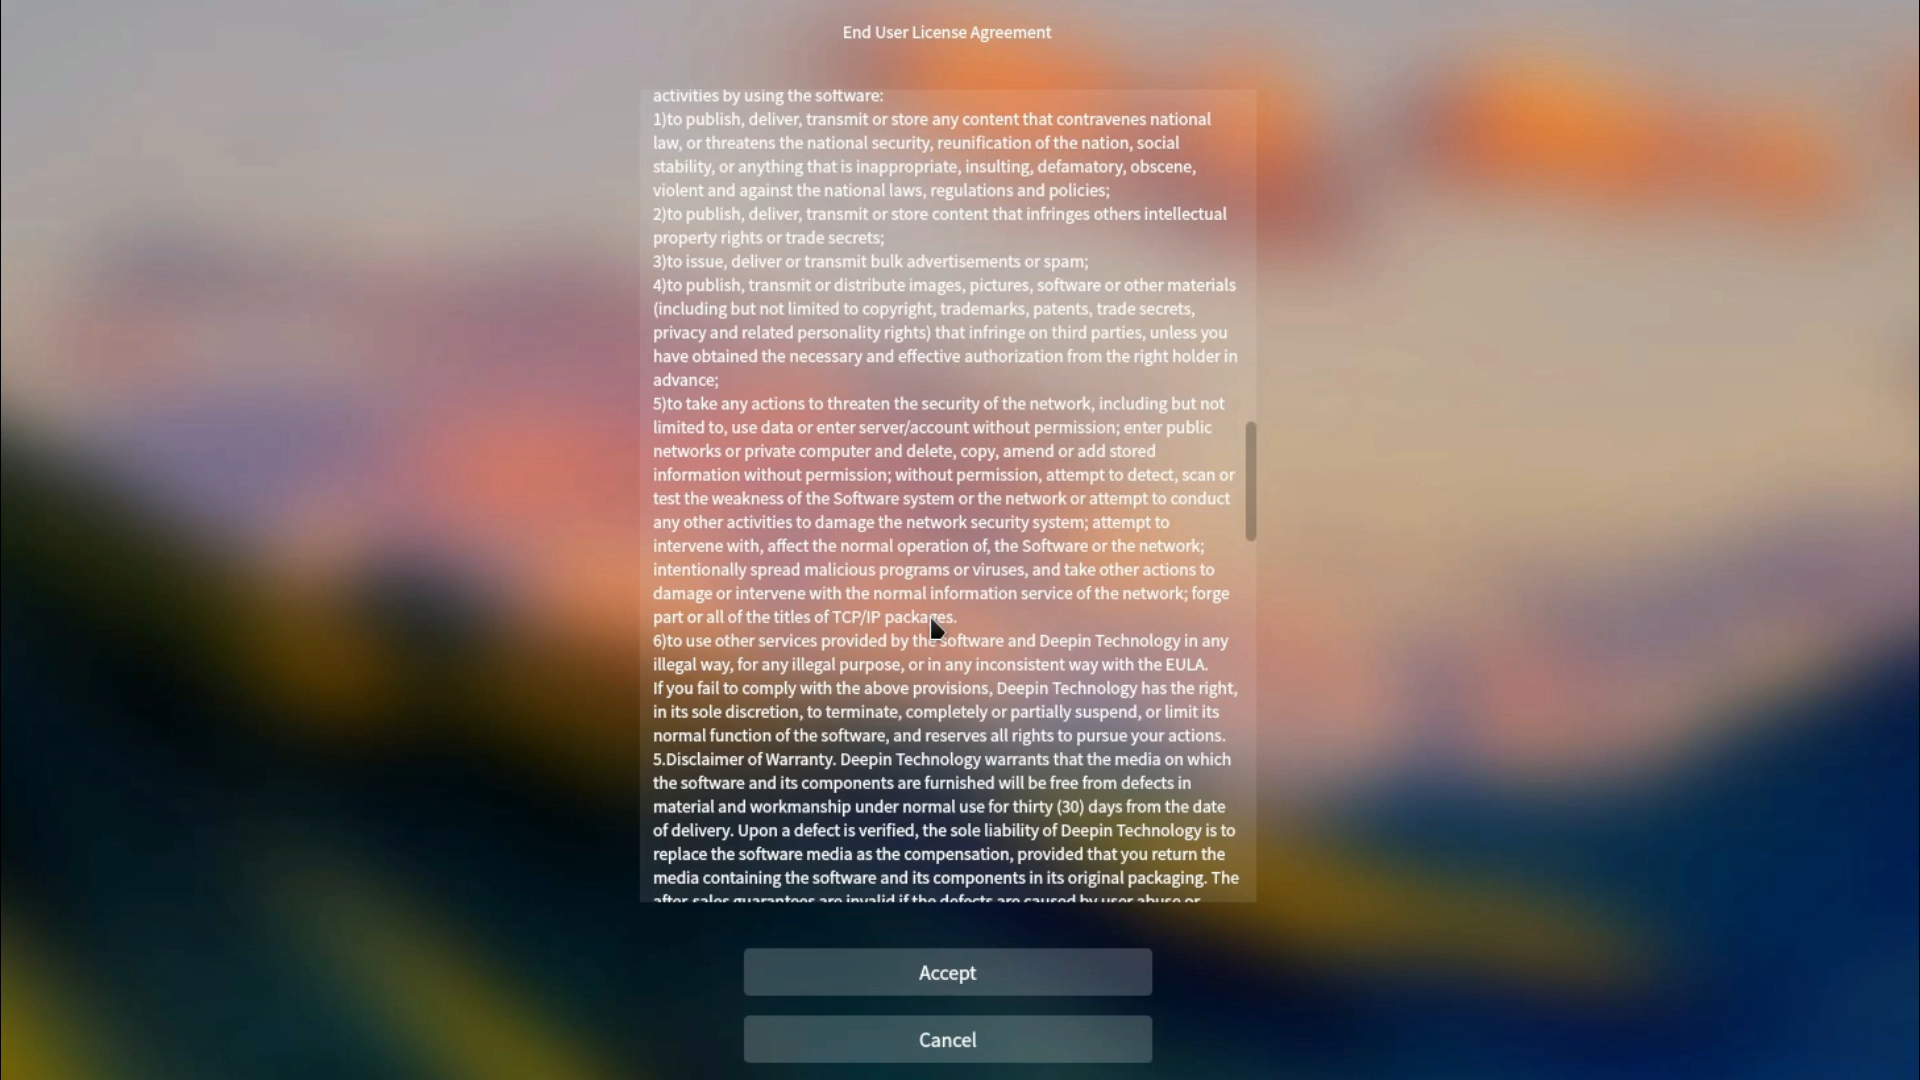 End User License Agreement
activities by using the software:
1)to publish, deliver, transmit or store any content that contravenes national
law, or threatens the national security, reunification of the nation, social
stability, or anything that is inappropriate, insulting, defamatory, obscene,
violent and against the national laws, regulations and policies;
2)to publish, deliver, transmit or store content that infringes others intellectual
property rights or trade secrets;
3)to issue, deliver or transmit bulk advertisements or spam;
4)to publish, transmit or distribute images, pictures, software or other materials
(including but not limited to copyright, trademarks, patents, trade secrets,
privacy and related personality rights) that infringe on third parties, unless you
have obtained the necessary and effective authorization from the right holder in
advance;
5)to take any actions to threaten the security of the network, including but not
limited to, use data or enter server/account without permission; enter public
networks or private computer and delete, copy, amend or add stored
information without permission; without permission, attempt to detect, scan or
test the weakness of the Software system or the network or attempt to conduct
any other activities to damage the network security system; attempt to
intervene with, affect the normal operation of, the Software or the network;
intentionally spread malicious programs or viruses, and take other actions to
damage or intervene with the normal information service of the network; forge
part or all of the titles of TCP/IP packages.
6)to use other services provided by the software and Deepin Technology in any
illegal way, for any illegal purpose, or in any inconsistent way with the EULA.
If you fail to comply with the above provisions, Deepin Technology has the right,
in its sole discretion, to terminate, completely or partially suspend, or limit its
normal function of the software, and reserves all rights to pursue your actions.
5.Disclaimer of Warranty. Deepin Technology warrants that the media on which
the software and its components are furnished will be free from defects in
material and workmanship under normal use for thirty (30) days from the date
of delivery. Upon a defect is verified, the sole liability of Deepin Technology is to
replace the software media as the compensation, provided that you return the
media containing the software and its components in its original packaging. The
after-sales guarantees are invalid if the defects are caused by user abuse or
Accept
Cancel